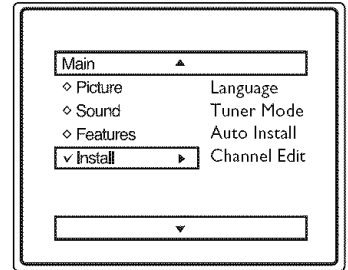 Main
Picture Language
Sound Tuner Mode
Features Auto Install
Install Channel Edit